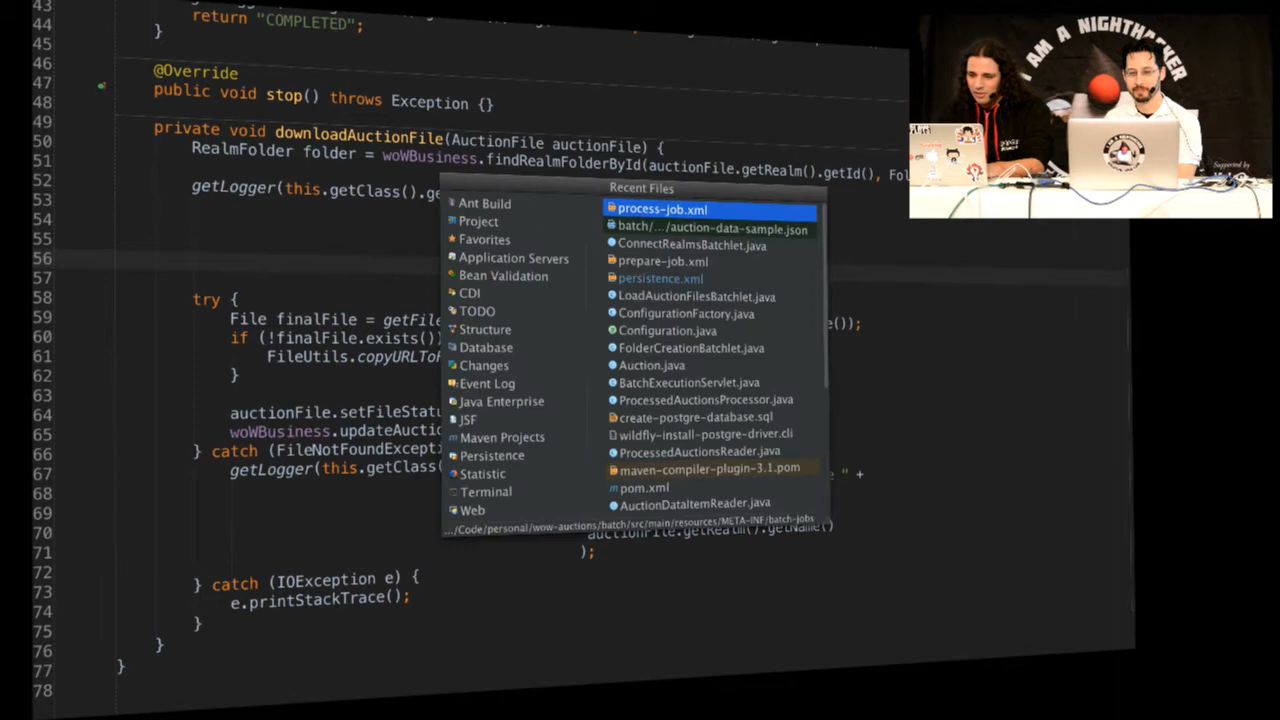 43
44 return "COMPLETED";
45 }
46
47 @Override
48 public void stop() throws Exception {}
49
50 private void downloadAuctionFile(AuctionFile auctionFile) {
51 RealmFolder folder = woWBusiness.findRealmFolderById(auctionFile.getRealm().getId(), Fol
52
53 getLogger(this.getClass().ge
54
55
56
57
58 try {
59 File finalFile = getFile e());
60 if (!finalFile.exists())
61 FileUtils.copyURLTo
62 }
63
64 auctionFile.setFileStatu
65 woWBusiness.updateAuctio
66 } catch (FileNotFoundExcepti
67 getLogger(this.getClass( e " +
68
69
70 auctionFile.getRealm().getName()
71 );
72 } catch (IOException e) {
73 e.printStackTrace();
74 }
75 }
76
77 }
78
Recent Files
Ant Build
Project
Favorites
Application Servers
Bean Validation
CDI
TODO
Structure
Database
Changes
Event Log
Java Enterprise
JSF
Maven Projects
Persistence
Statistic
Terminal
Web
process-job.xml
batch/.../auction-data-sample.json
ConnectRealmsBatchlet.java
prepare-job.xml
persistence.xml
LoadAuctionFilesBatchlet.java
ConfigurationFactory.java
Configuration.java
FolderCreationBatchlet.java
Auction.java
BatchExecutionServlet.java
ProcessedAuctionsProcessor.java
create-postgre-database.sql
wildfly-install-postgre-driver.cli
ProcessedAuctionsReader.java
maven-compiler-plugin-3.1.pom
pom.xml
AuctionDataItemReader.java
.../Code/personal/wow-auctions/batch/src/main/resources/META-INF/batch-jobs
I AM A NIGHTHACKER
Supported by